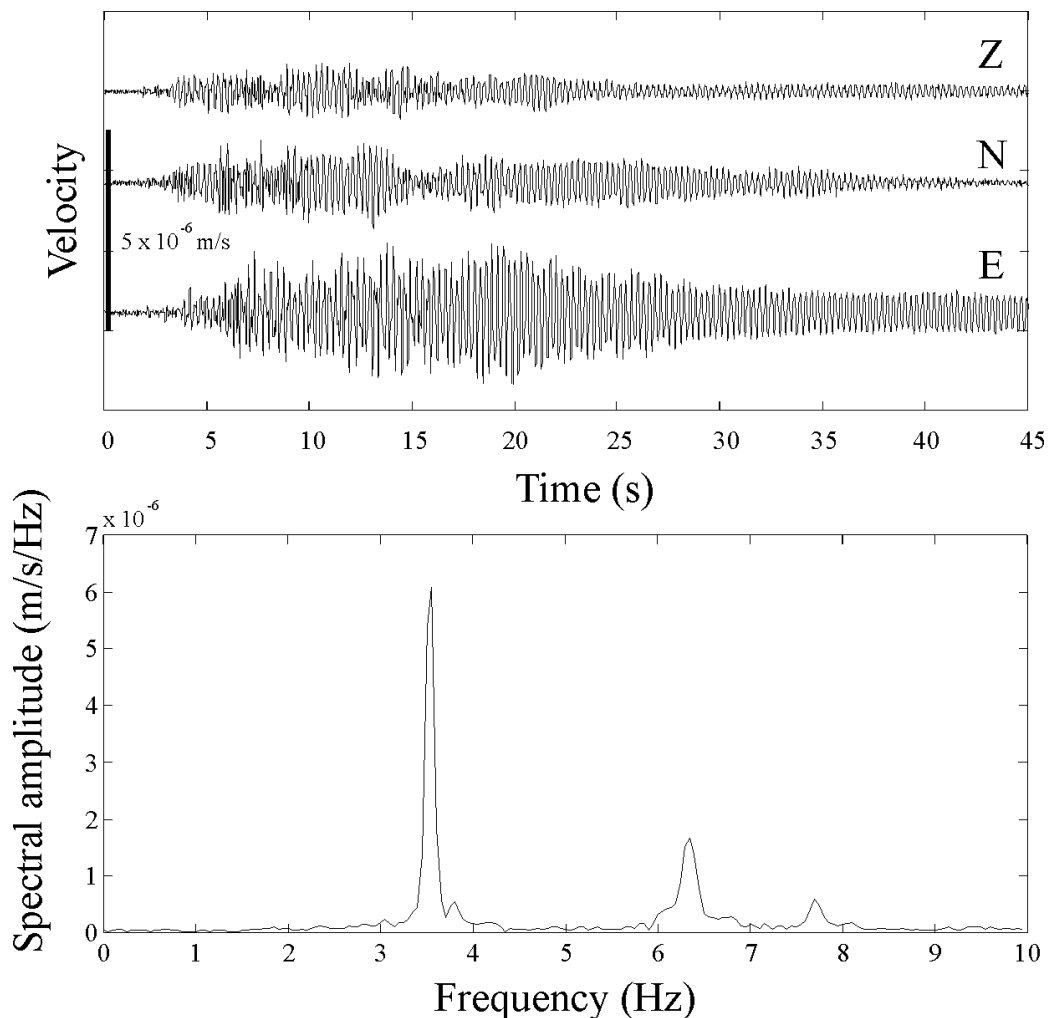 Z
N
E
Velocity
5 x 10⁻⁶ m/s
0 5 10 15 20 25 30 35 40 45
Time (s)
x 10⁻⁶
7
6
5
4
3
2
1
0
Spectral amplitude (m/s/Hz)
0 1 2 3 4 5 6 7 8 9 10
Frequency (Hz)